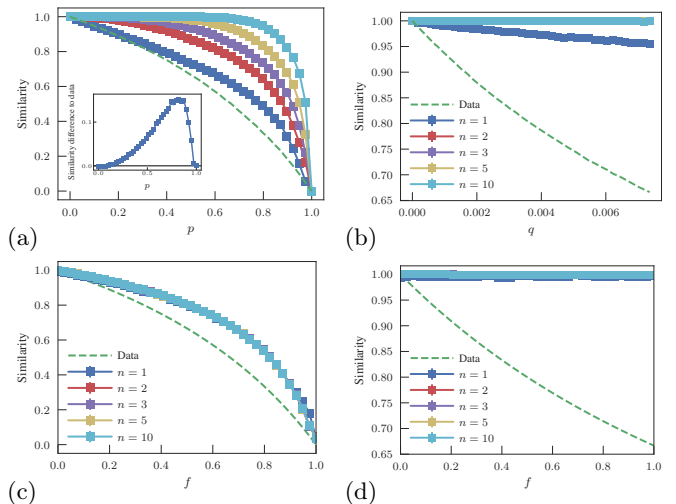 1.0
0.8
0.6
0.4
0.2
0.0
Similarity
0.1
0.0
Similarity difference to data
0.0 0.5 1.0
p
0.0 0.2 0.4 0.6 0.8 1.0
p
(a)
1.00
0.95
0.90
0.85
0.80
0.75
0.70
0.65
Similarity
Data
n = 1
n = 2
n = 3
n = 5
n = 10
0.000 0.002 0.004 0.006
q
(b)
1.0
0.8
0.6
0.4
0.2
0.0
Similarity
Data
n = 1
n = 2
n = 3
n = 5
n = 10
0.0 0.2 0.4 0.6 0.8 1.0
f
(c)
1.00
0.95
0.90
0.85
0.80
0.75
0.70
0.65
Similarity
Data
n = 1
n = 2
n = 3
n = 5
n = 10
0.0 0.2 0.4 0.6 0.8 1.0
f
(d)